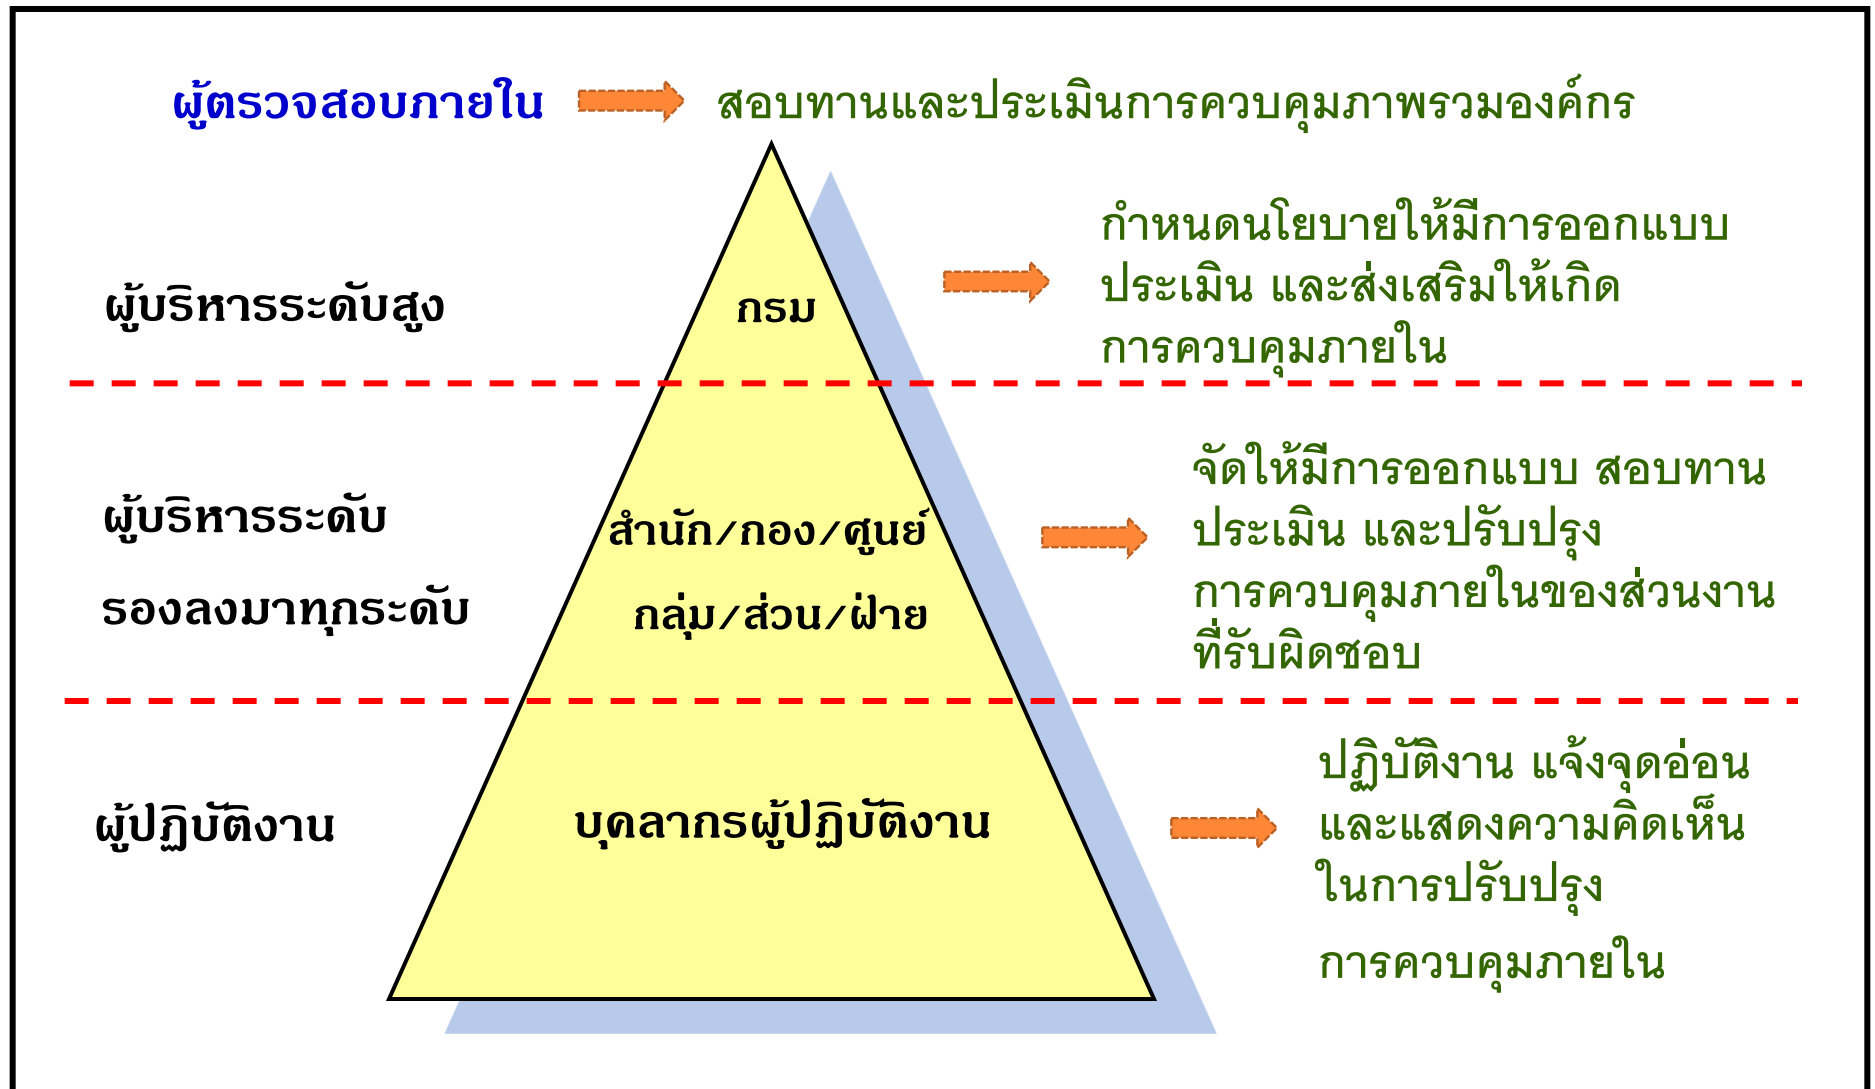 ผู้ตรวจสอบภายใน
สอบทานและประเมินการควบคุมภาพรวมองค์กร
ผู้บริหารระดับสูง
กรม
กำหนดนโยบายให้มีการออกแบบ
ประเมิน และส่งเสริมให้เกิด
การควบคุมภายใน
ผู้บริหารระดับ
รองลงมาทุกระดับ
สำนัก/กอง/ศูนย์
กลุ่ม/ส่วน/ฝ่าย
จัดให้มีการออกแบบ สอบทาน
ประเมิน และปรับปรุง
การควบคุมภายในของส่วนงาน
ที่รับผิดชอบ
ผู้ปฏิบัติงาน
บุคลากรผู้ปฏิบัติงาน
ปฏิบัติงาน แจ้งจุดอ่อน
และแสดงความคิดเห็น
ในการปรับปรุง
การควบคุมภายใน